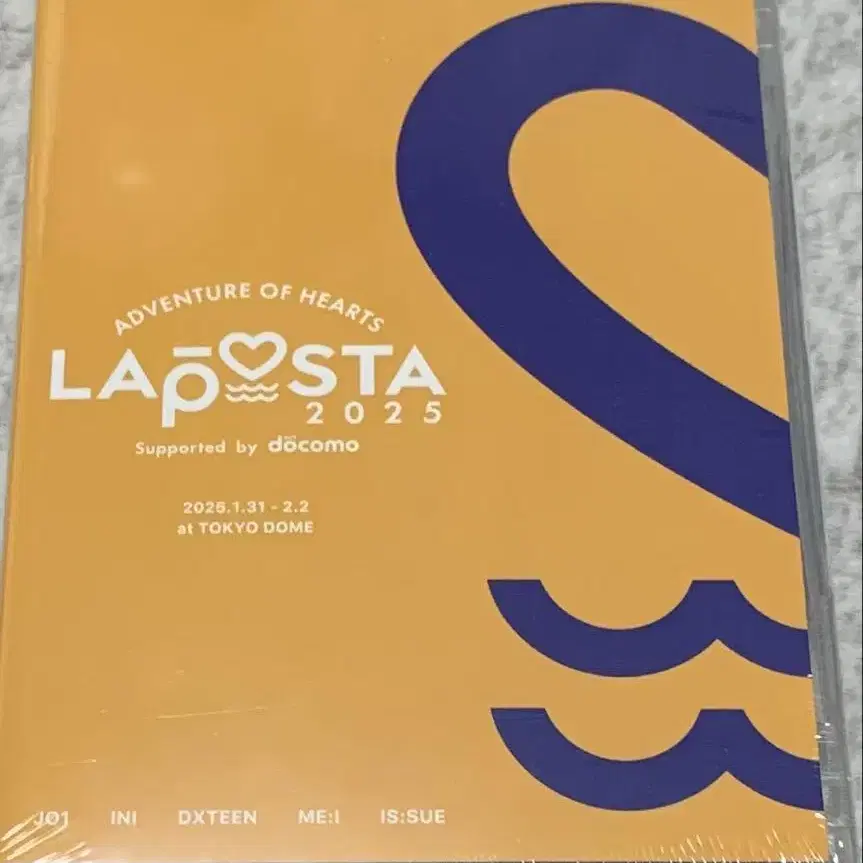 ADVENTURE OF HEARTS
LAPOSTA
2025
Supported by döcomo
2025.1.31 - 2.2
at TOKYO DOME
JO1 INI DXTEEN ME:I IS:SUE